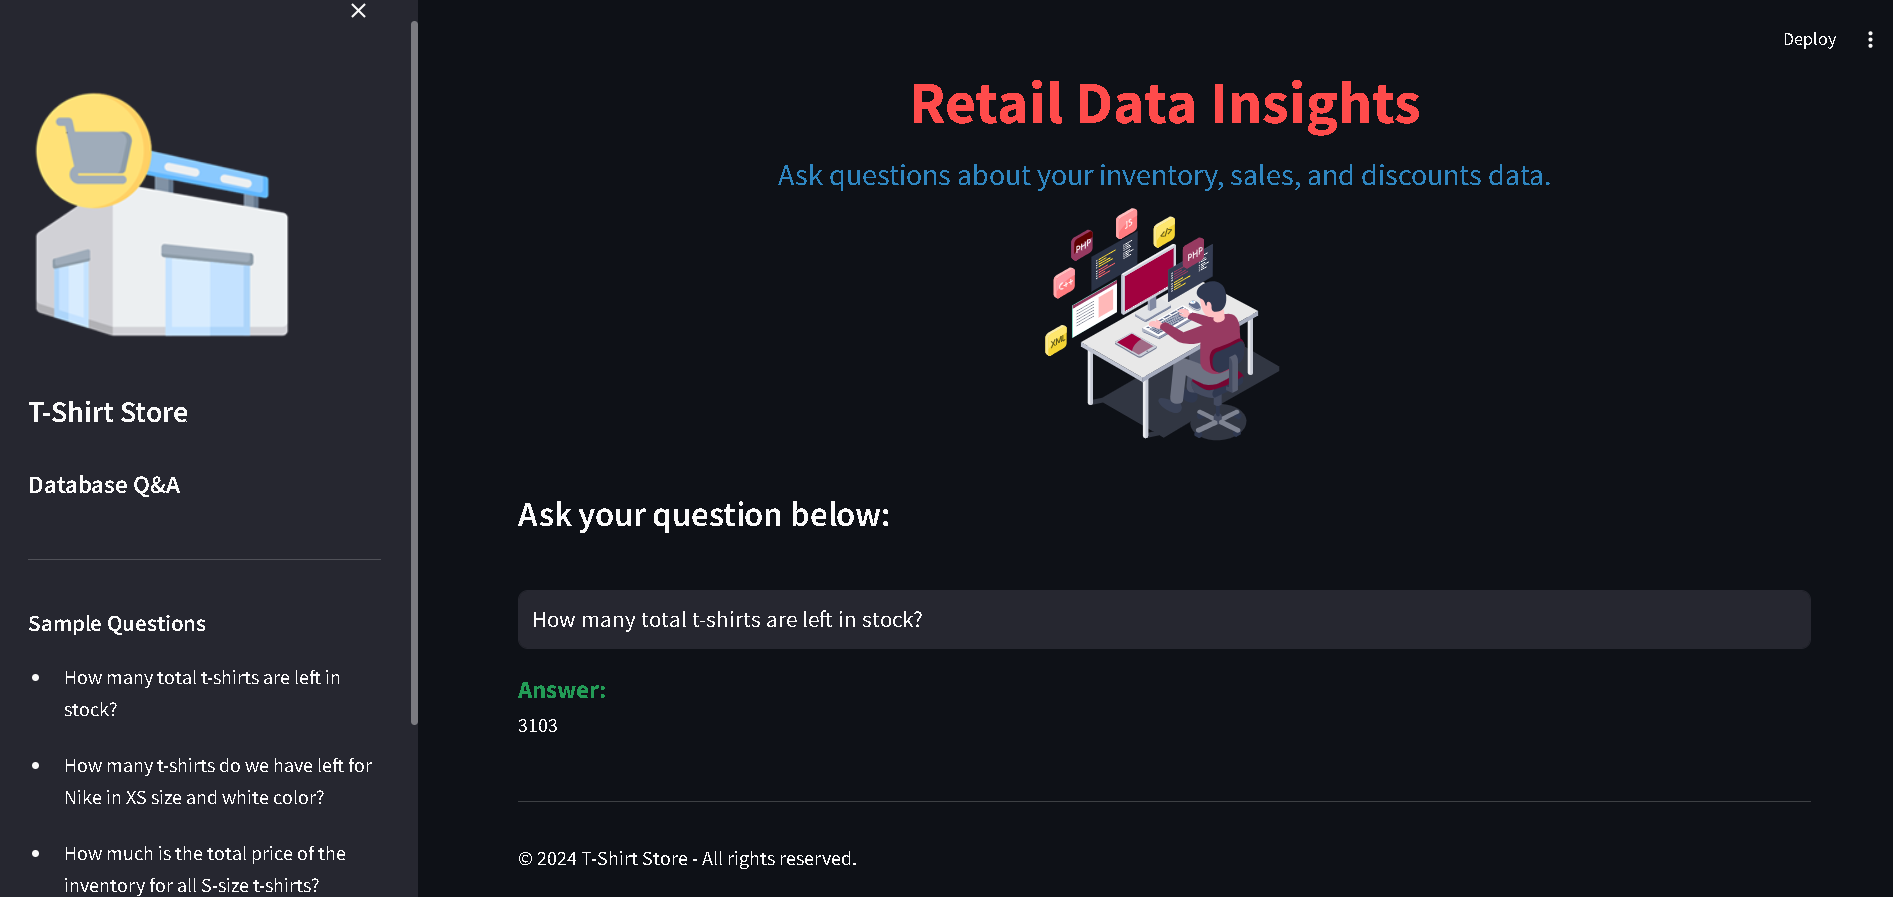 Deploy
T-Shirt Store
Database Q&A
Sample Questions
How many total t-shirts are left in
stock?
How many t-shirts do we have left for
Nike in XS size and white color?
How much is the total price of the
inventory for all S-size t-shirts?
Retail Data Insights
Ask questions about your inventory, sales, and discounts data.
JS
</>
PHP
PHP
C++
XML
Ask your question below:
How many total t-shirts are left in stock?
Answer:
3103
© 2024 T-Shirt Store - All rights reserved.